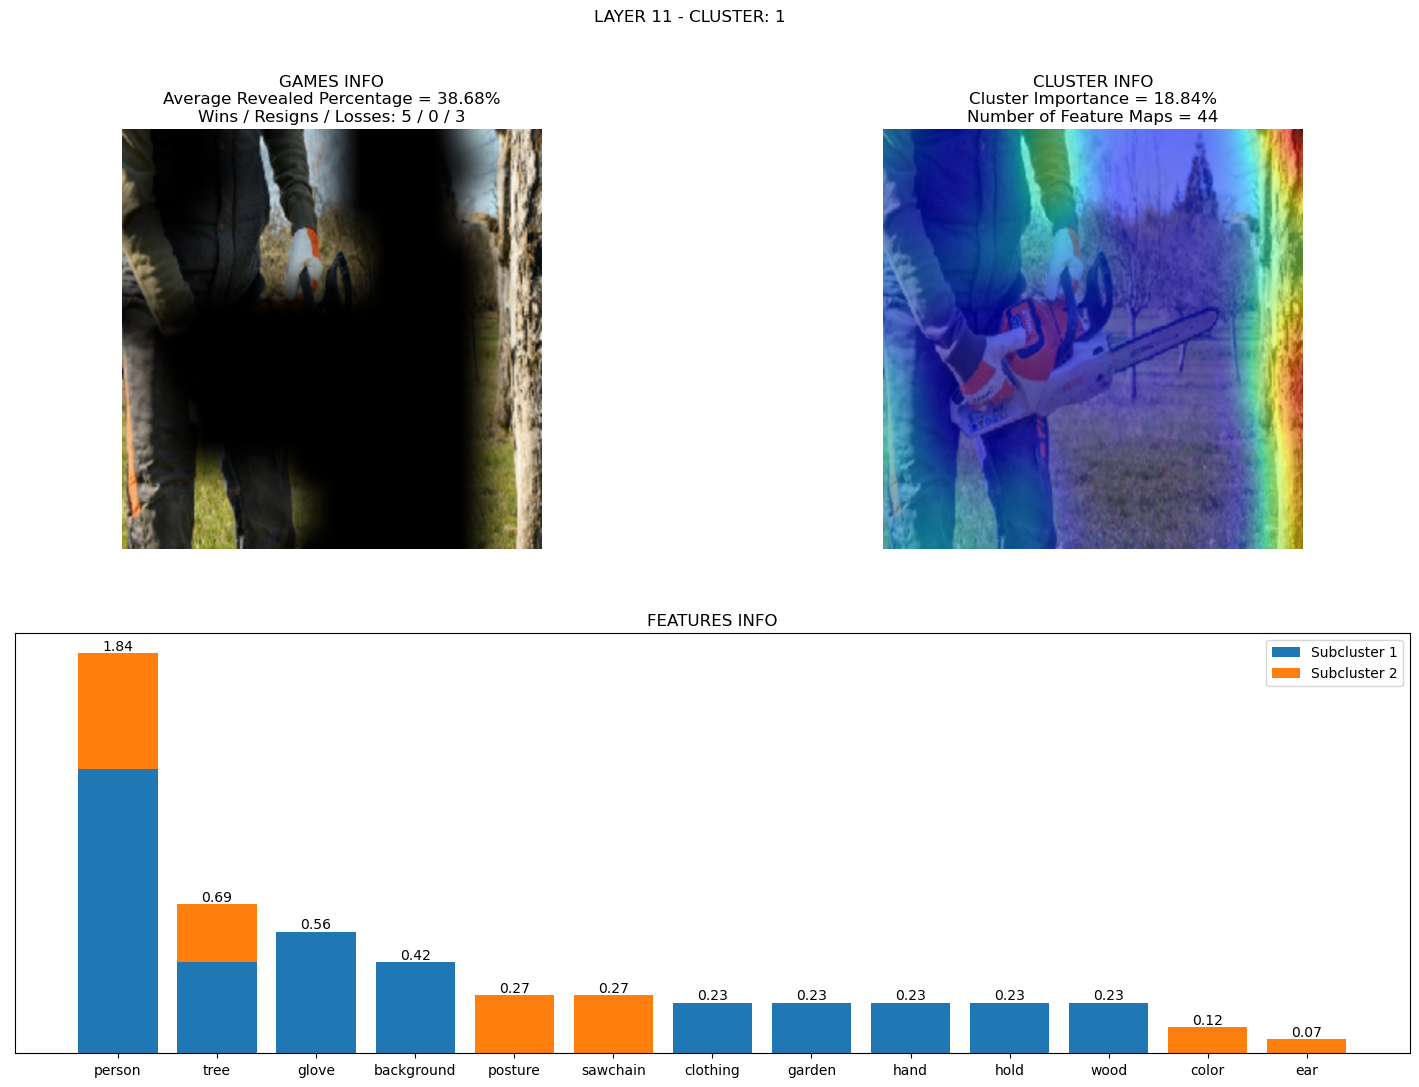 LAYER 11 - CLUSTER: 1
GAMES INFO
Average Revealed Percentage = 38.68%
Wins / Resigns / Losses: 5 / 0 / 3
CLUSTER INFO
Cluster Importance = 18.84%
Number of Feature Maps = 44
FEATURES INFO
Subcluster 1
Subcluster 2
1.84
0.69
0.56
0.42
0.27
0.27
0.23
0.23
0.23
0.23
0.23
0.12
0.07
person
tree
glove
background
posture
sawchain
clothing
garden
hand
hold
wood
color
ear